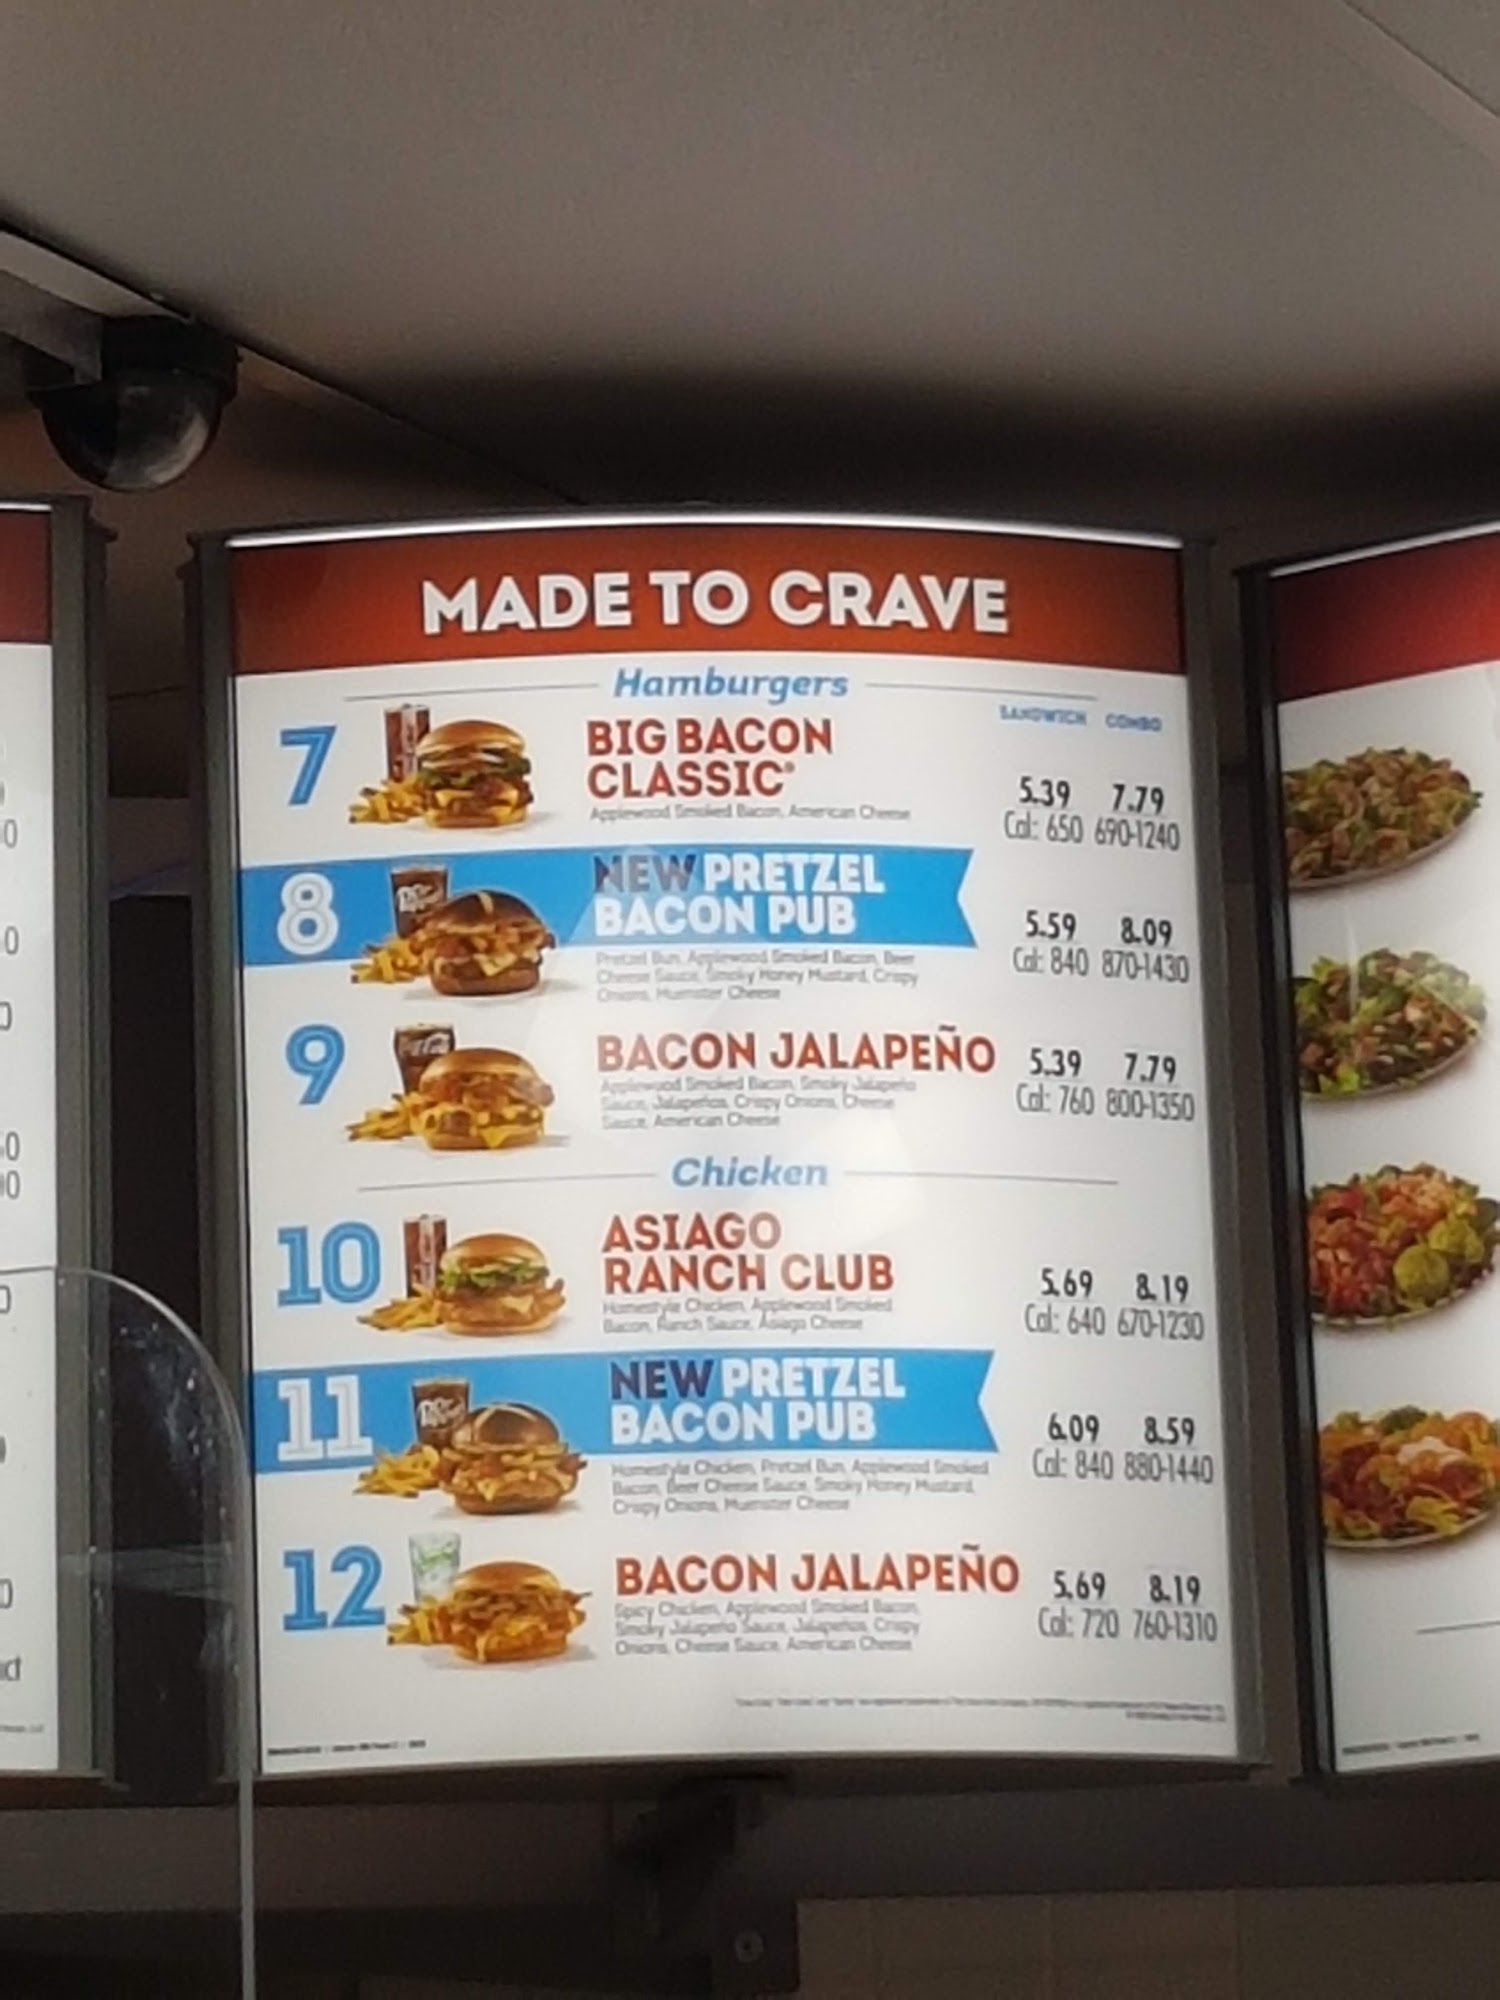 MADE TO CRAVE
Hamburgers
SANDWICH COMBO
7
BIG BACON
CLASSIC®
Applewood Smoked Bacon, American Cheese
5.39 7.79
Cal: 650 690-1240
8
NEW PRETZEL
BACON PUB
Pretzel Bun, Applewood Smoked Bacon, Beer
Cheese Sauce, Smoky Honey Mustard, Crispy
Onions, Muenster Cheese
5.59 8.09
Cal: 840 870-1430
9
BACON JALAPEÑO
Applewood Smoked Bacon, Smoky Jalapeño
Sauce, Jalapeños, Crispy Onions, Cheese
Sauce, American Cheese
5.39 7.79
Cal: 760 800-1350
Chicken
10
ASIAGO
RANCH CLUB
Homestyle Chicken, Applewood Smoked
Bacon, Ranch Sauce, Asiago Cheese
5.69 8.19
Cal: 640 670-1230
11
NEW PRETZEL
BACON PUB
Homestyle Chicken, Pretzel Bun, Applewood Smoked
Bacon, Beer Cheese Sauce, Smoky Honey Mustard,
Crispy Onions, Muenster Cheese
6.09 8.59
Cal: 840 880-1440
12
BACON JALAPEÑO
Spicy Chicken, Applewood Smoked Bacon,
Smoky Jalapeño Sauce, Jalapeños, Crispy
Onions, Cheese Sauce, American Cheese
5.69 8.19
Cal: 720 760-1310